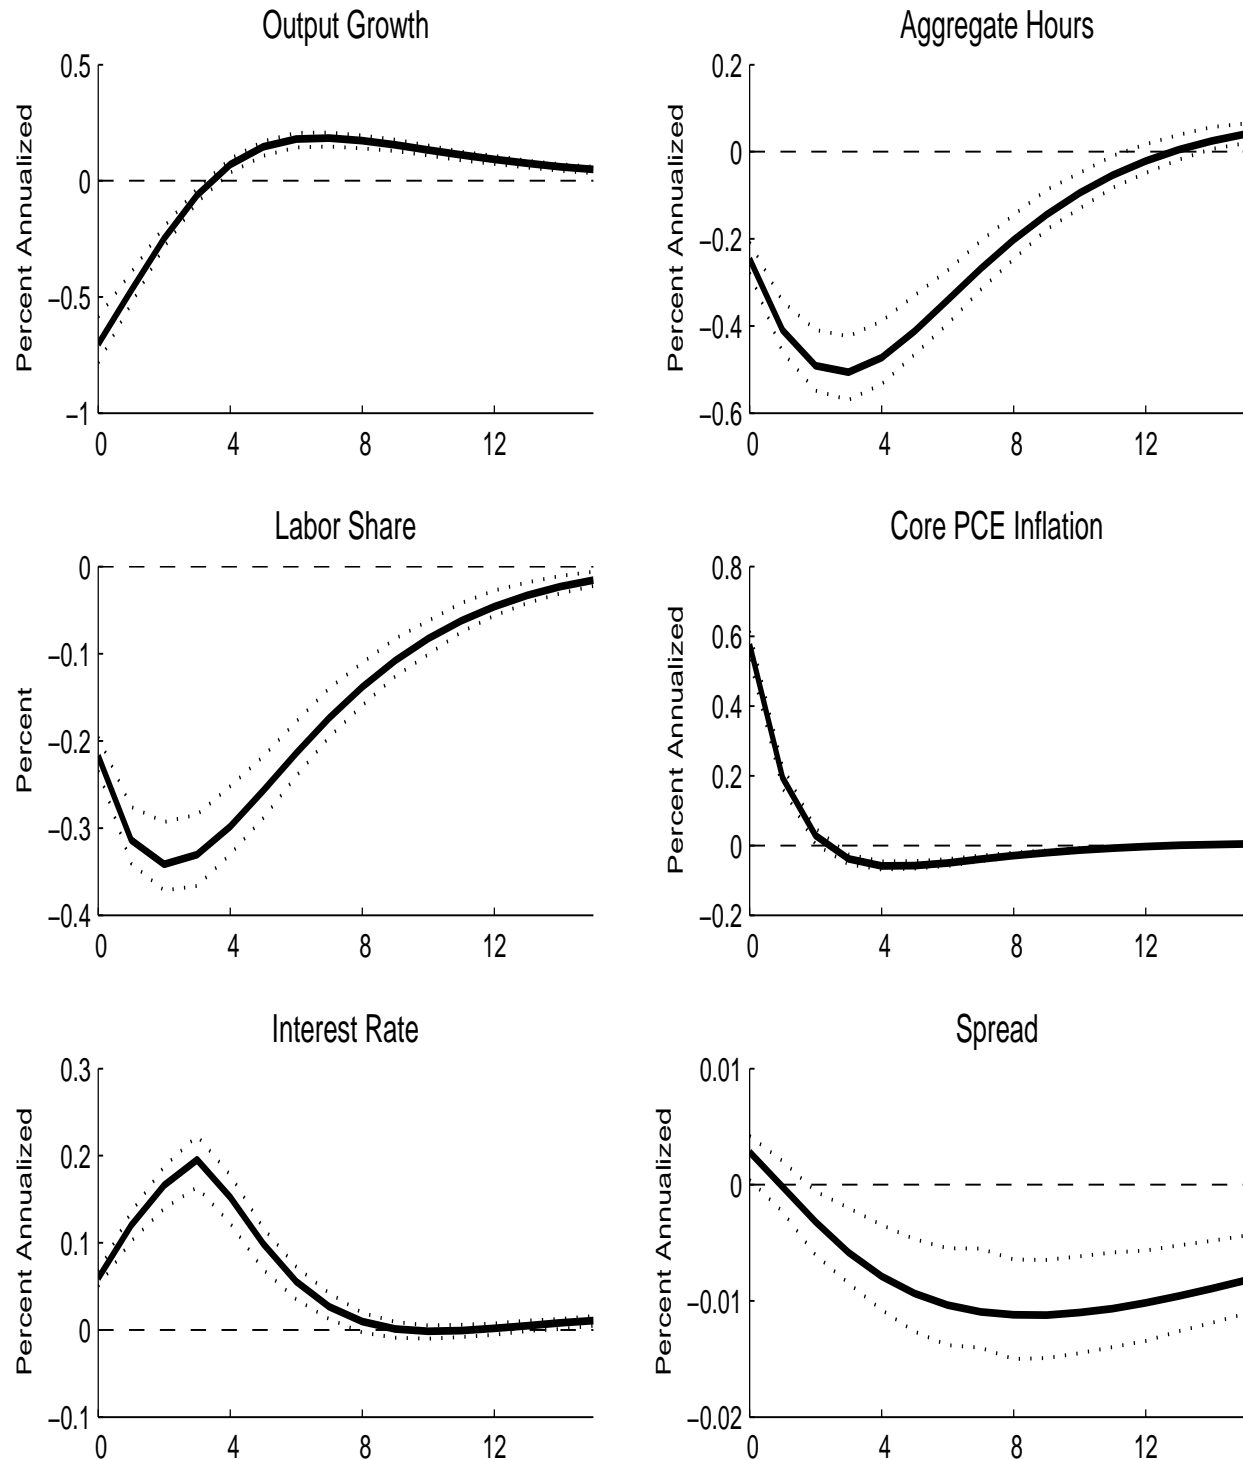 Output Growth
Percent Annualized
0.5
0
−0.5
−1
0 4 8 12
Aggregate Hours
Percent Annualized
0.2
0
−0.2
−0.4
−0.6
0 4 8 12
Labor Share
Percent
0
−0.1
−0.2
−0.3
−0.4
0 4 8 12
Core PCE Inflation
Percent Annualized
0.8
0.6
0.4
0.2
0
−0.2
0 4 8 12
Interest Rate
Percent Annualized
0.3
0.2
0.1
0
−0.1
0 4 8 12
Spread
Percent Annualized
0.01
0
−0.01
−0.02
0 4 8 12